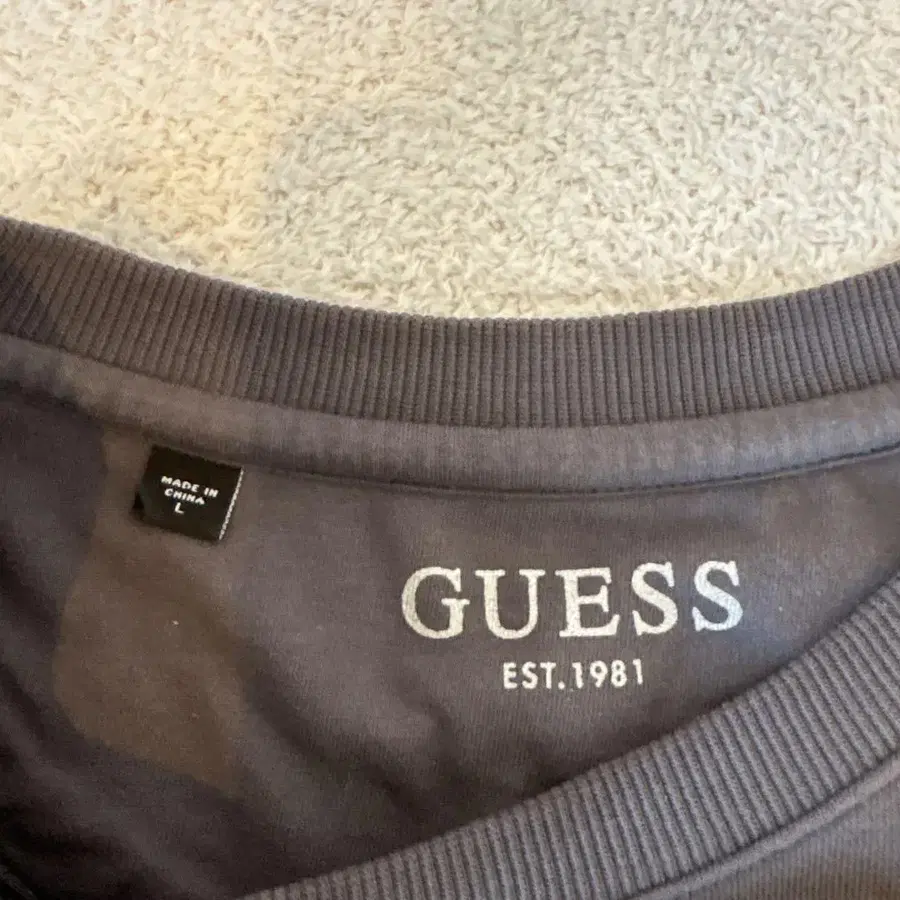 MADE IN
CHINA
L
GUESS
EST. 1981